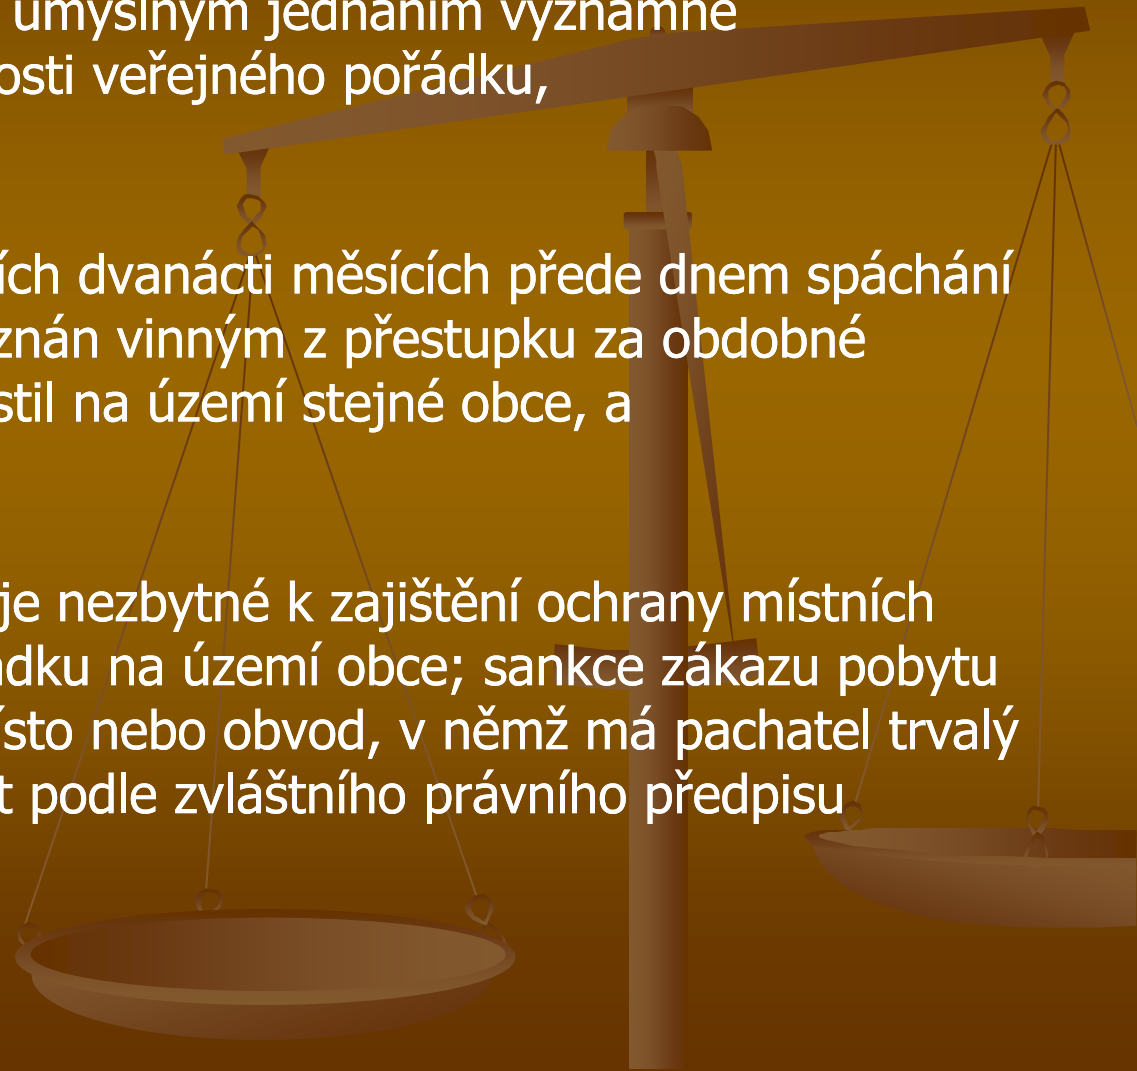 úmyslným jednáním významně
osti veřejného pořádku,
ích dvanácti měsících přede dnem spáchání
znán vinným z přestupku za obdobné
stil na území stejné obce, a
je nezbytné k zajištění ochrany místních
ádku na území obce; sankce zákazu pobytu
ísto nebo obvod, v němž má pachatel trvalý
t podle zvláštního právního předpisu